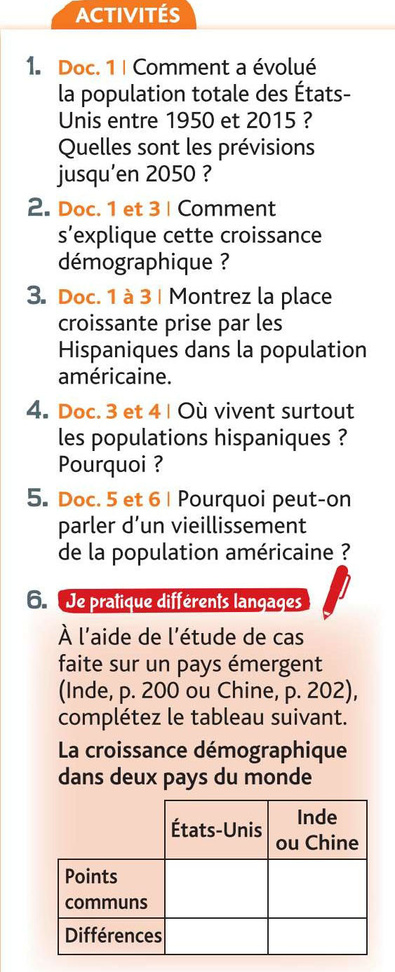 ACTIVITÉS
1. Doc. 1 | Comment a évolué
la population totale des États-
Unis entre 1950 et 2015 ?
Quelles sont les prévisions
jusqu'en 2050 ?
2. Doc. 1 et 3 | Comment
s'explique cette croissance
démographique ?
3. Doc. 1 à 3 | Montrez la place
croissante prise par les
Hispaniques dans la population
américaine.
4. Doc. 3 et 4 | Où vivent surtout
les populations hispaniques ?
Pourquoi ?
5. Doc. 5 et 6 | Pourquoi peut-on
parler d'un vieillissement
de la population américaine ?
6. Je pratique différents langages
À l'aide de l'étude de cas
faite sur un pays émergent
(Inde, p. 200 ou Chine, p. 202),
complétez le tableau suivant.
La croissance démographique
dans deux pays du monde
États-Unis
Inde
ou Chine
Points
communs
Différences